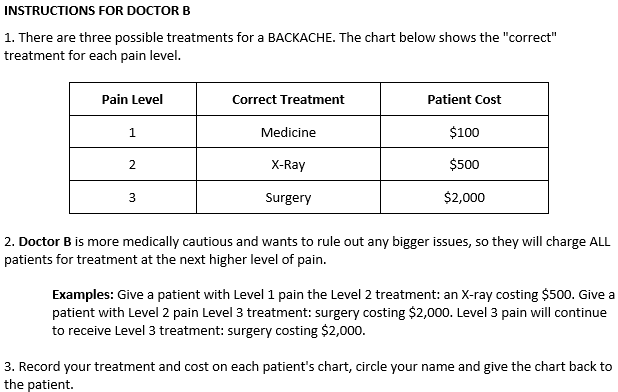 INSTRUCTIONS FOR DOCTOR B
1. There are three possible treatments for a BACKACHE. The chart below shows the "correct"
treatment for each pain level.
Pain Level Correct Treatment Patient Cost
1 Medicine $100
2 X-Ray $500
3 Surgery $2,000
2. Doctor B is more medically cautious and wants to rule out any bigger issues, so they will charge ALL
patients for treatment at the next higher level of pain.
Examples: Give a patient with Level 1 pain the Level 2 treatment: an X-ray costing $500. Give a
patient with Level 2 pain Level 3 treatment: surgery costing $2,000. Level 3 pain will continue
to receive Level 3 treatment: surgery costing $2,000.
3. Record your treatment and cost on each patient's chart, circle your name and give the chart back to
the patient.